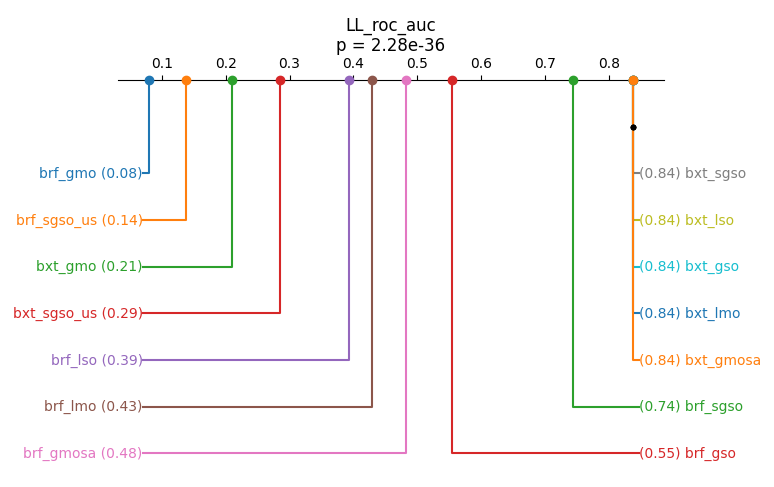 LL_roc_auc
p = 2.28e-36
0.1 0.2 0.3 0.4 0.5 0.6 0.7 0.8
brf_gmo (0.08) (0.84) bxt_sgso
brf_sgso_us (0.14) (0.84) bxt_lso
bxt_gmo (0.21) (0.84) bxt_gso
bxt_sgso_us (0.29) (0.84) bxt_lmo
brf_lso (0.39) (0.84) bxt_gmosa
brf_lmo (0.43) (0.74) brf_sgso
brf_gmosa (0.48) (0.55) brf_gso